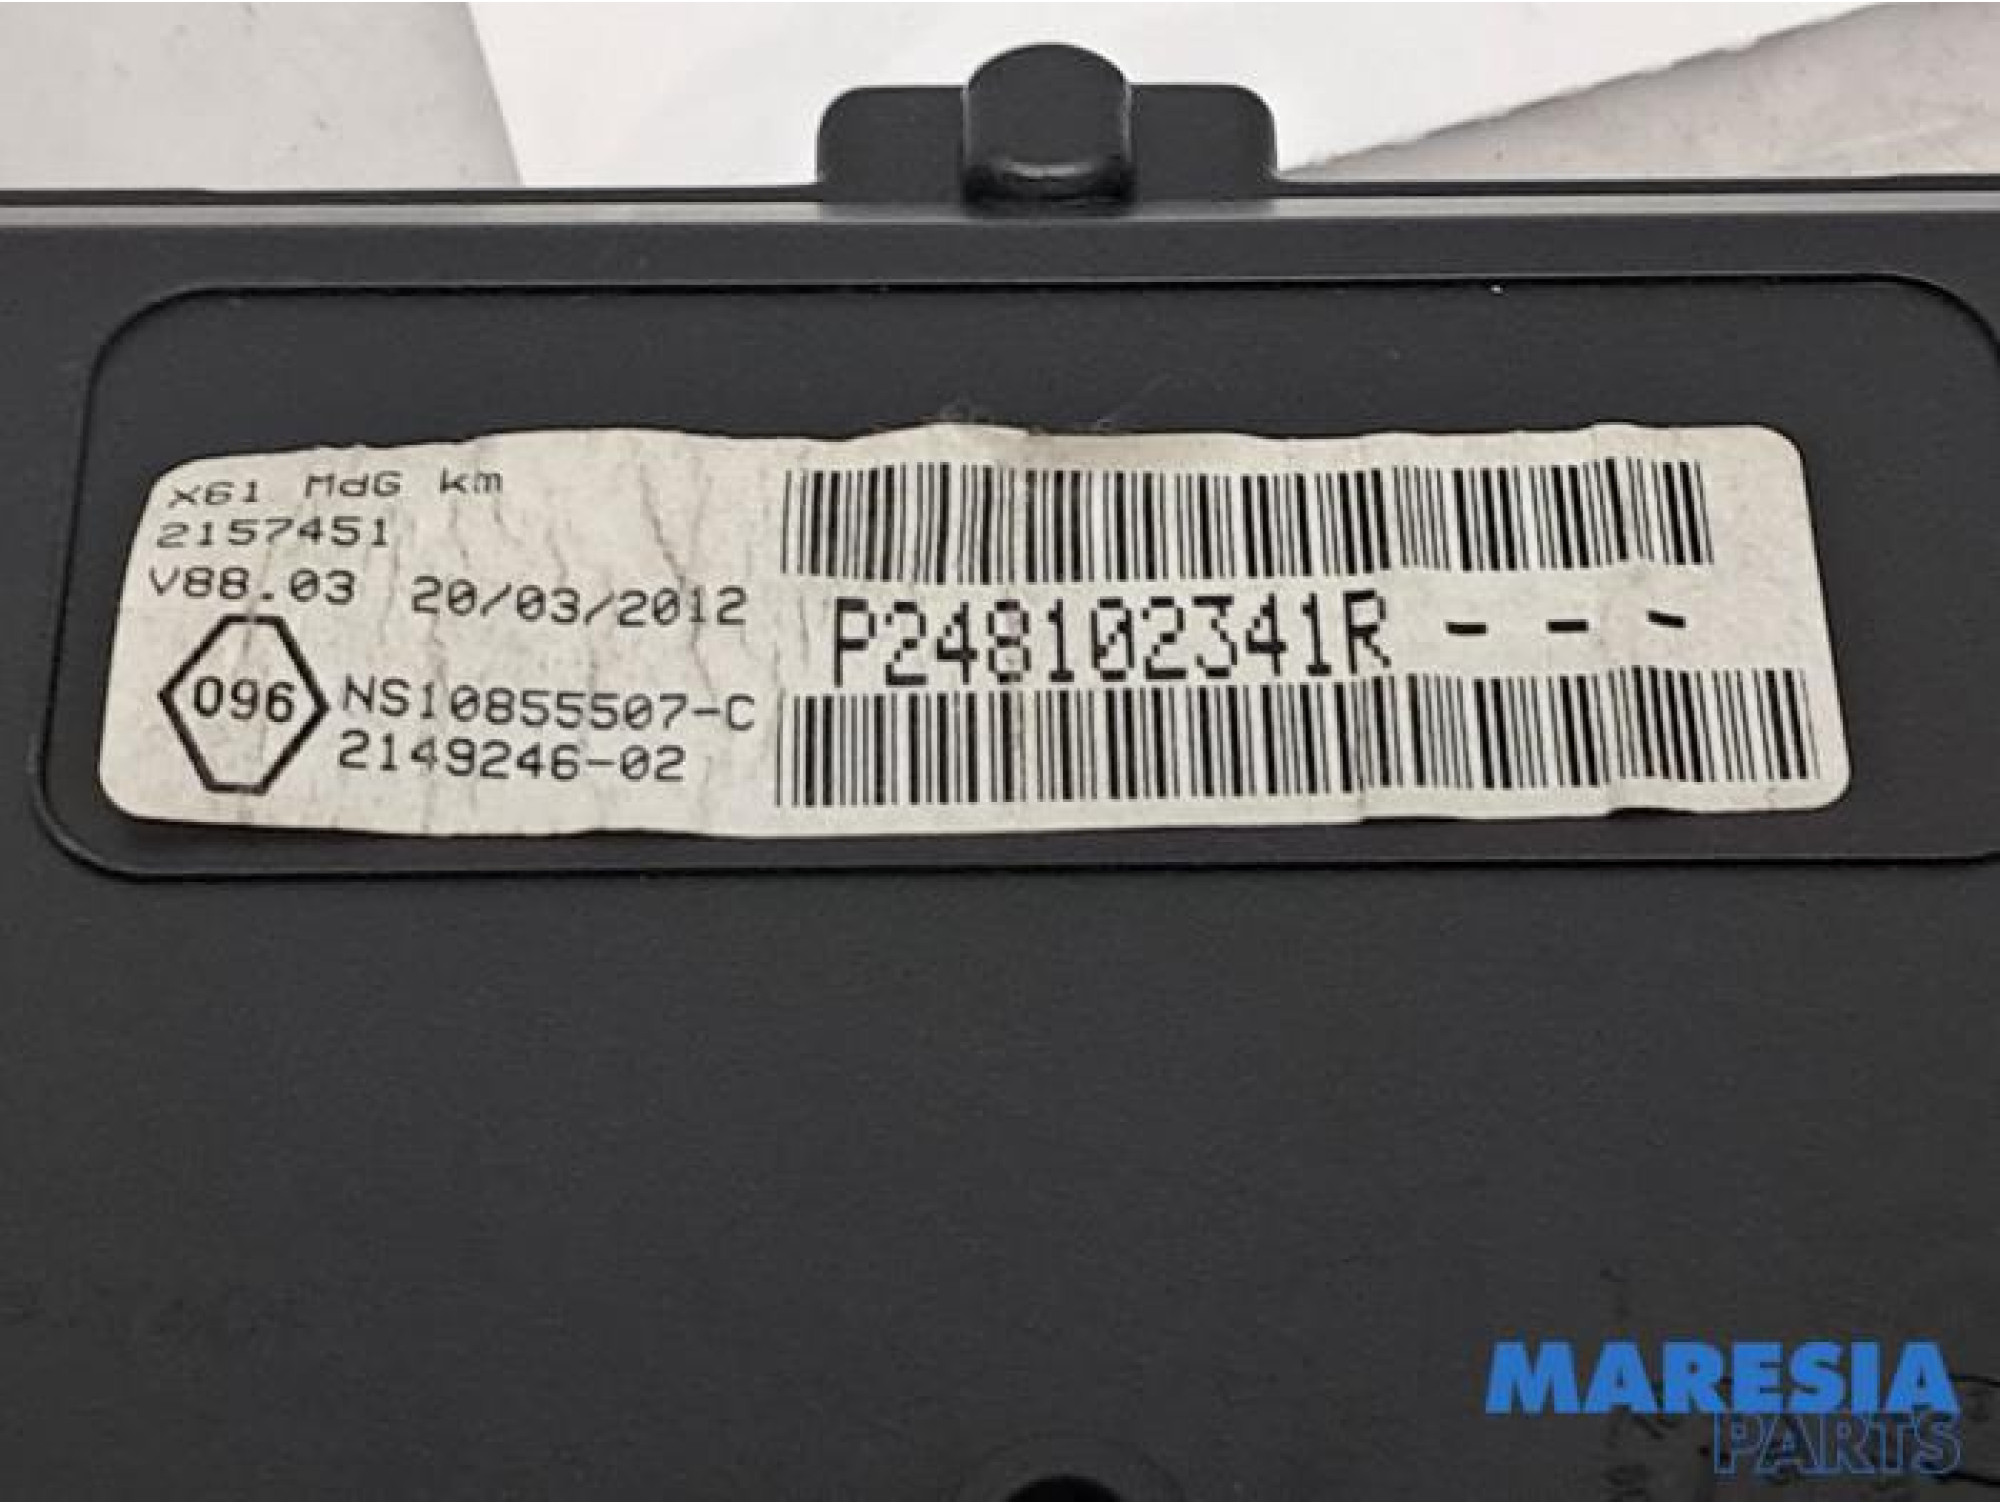 X61 MdG km
2157451
V88.03 20/03/2012
096
NS10855507-C
2149246-02
P248102341R - - -
MARESIA
PARTS